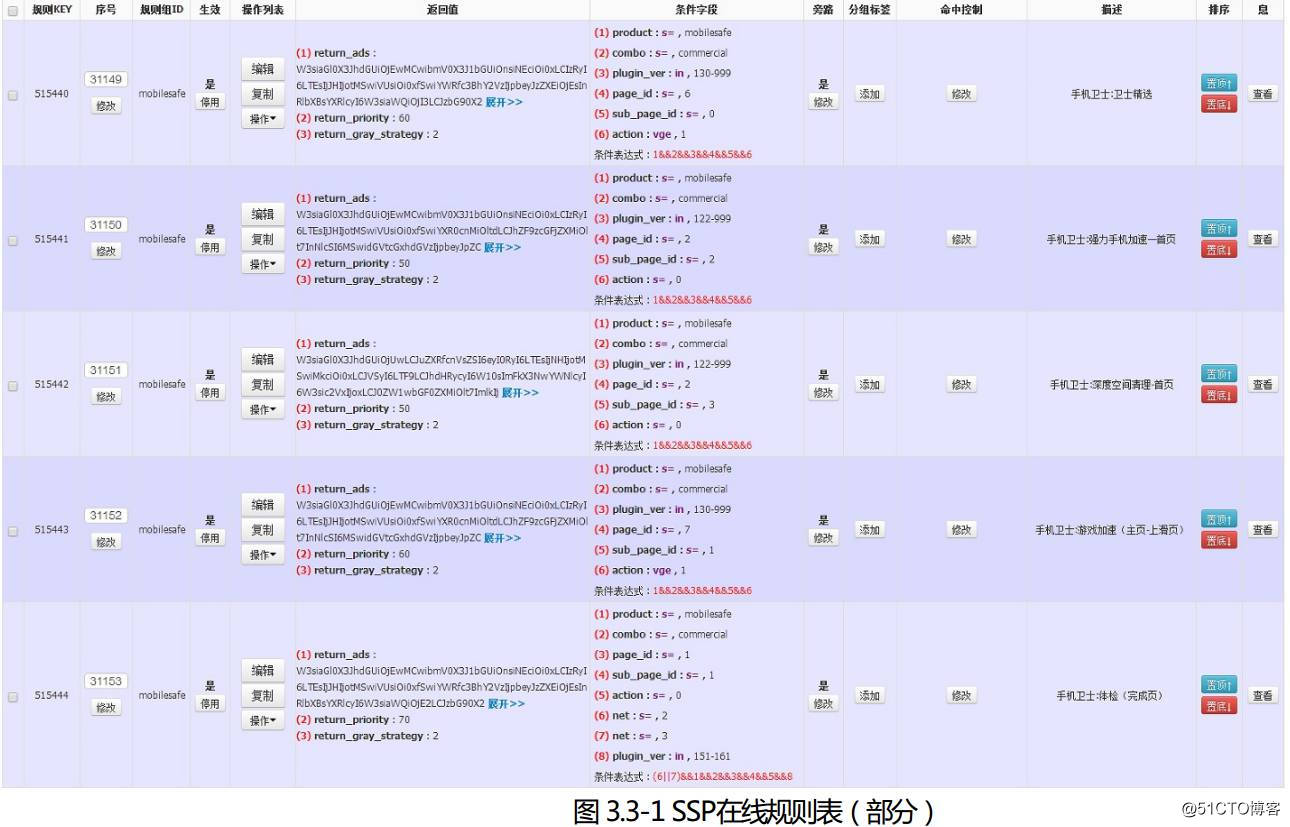 规则KEY 序号 规则组ID 生效 操作列表 返回值 条件字段 旁路 分组标签 命中控制 描述 排序 息
515440 31149 修改 mobilesafe 是 停用 编辑 复制 操作
(1) return_ads :
(2) return_priority : 60
(3) return_gray_strategy : 2
展开>>
(1) product : s= , mobilesafe
(2) combo : s= , commercial
(3) plugin_ver : in , 130-999
(4) page_id : s= , 6
(5) sub_page_id : s= , 0
(6) action : vge , 1
条件表达式 : 1&&2&&3&&4&&5&&6
是 修改 添加 修改 手机卫士:卫士精选 置顶↑ 置底↓ 查看
515441 31150 修改 mobilesafe 是 停用 编辑 复制 操作
(1) return_ads :
展开>>
(2) return_priority : 50
(3) return_gray_strategy : 2
(1) product : s= , mobilesafe
(2) combo : s= , commercial
(3) plugin_ver : in , 122-999
(4) page_id : s= , 2
(5) sub_page_id : s= , 2
(6) action : s= , 0
条件表达式 : 1&&2&&3&&4&&5&&6
是 修改 添加 修改 手机卫士:强力手机加速—首页 置顶↑ 置底↓ 查看
515442 31151 修改 mobilesafe 是 停用 编辑 复制 操作
(1) return_ads :
展开>>
(2) return_priority : 50
(3) return_gray_strategy : 2
(1) product : s= , mobilesafe
(2) combo : s= , commercial
(3) plugin_ver : in , 122-999
(4) page_id : s= , 2
(5) sub_page_id : s= , 3
(6) action : s= , 0
条件表达式 : 1&&2&&3&&4&&5&&6
是 修改 添加 修改 手机卫士:深度空间清理-首页 置顶↑ 置底↓ 查看
515443 31152 修改 mobilesafe 是 停用 编辑 复制 操作
(1) return_ads :
展开>>
(2) return_priority : 60
(3) return_gray_strategy : 2
(1) product : s= , mobilesafe
(2) combo : s= , commercial
(3) plugin_ver : in , 130-999
(4) page_id : s= , 7
(5) sub_page_id : s= , 1
(6) action : vge , 1
条件表达式 : 1&&2&&3&&4&&5&&6
是 修改 添加 修改 手机卫士:游戏加速（主页-上滑页） 置顶↑ 置底↓ 查看
515444 31153 修改 mobilesafe 是 停用 编辑 复制 操作
(1) return_ads :
展开>>
(2) return_priority : 70
(3) return_gray_strategy : 2
(1) product : s= , mobilesafe
(2) combo : s= , commercial
(3) page_id : s= , 1
(4) sub_page_id : s= , 1
(5) action : s= , 0
(6) net : s= , 2
(7) net : s= , 3
(8) plugin_ver : in , 151-161
条件表达式 : (6||7)&&1&&2&&3&&4&&5&&8
是 修改 添加 修改 手机卫士:体检（完成页） 置顶↑ 置底↓ 查看
图 3.3-1 SSP在线规则表（部分）
@51CTO博客